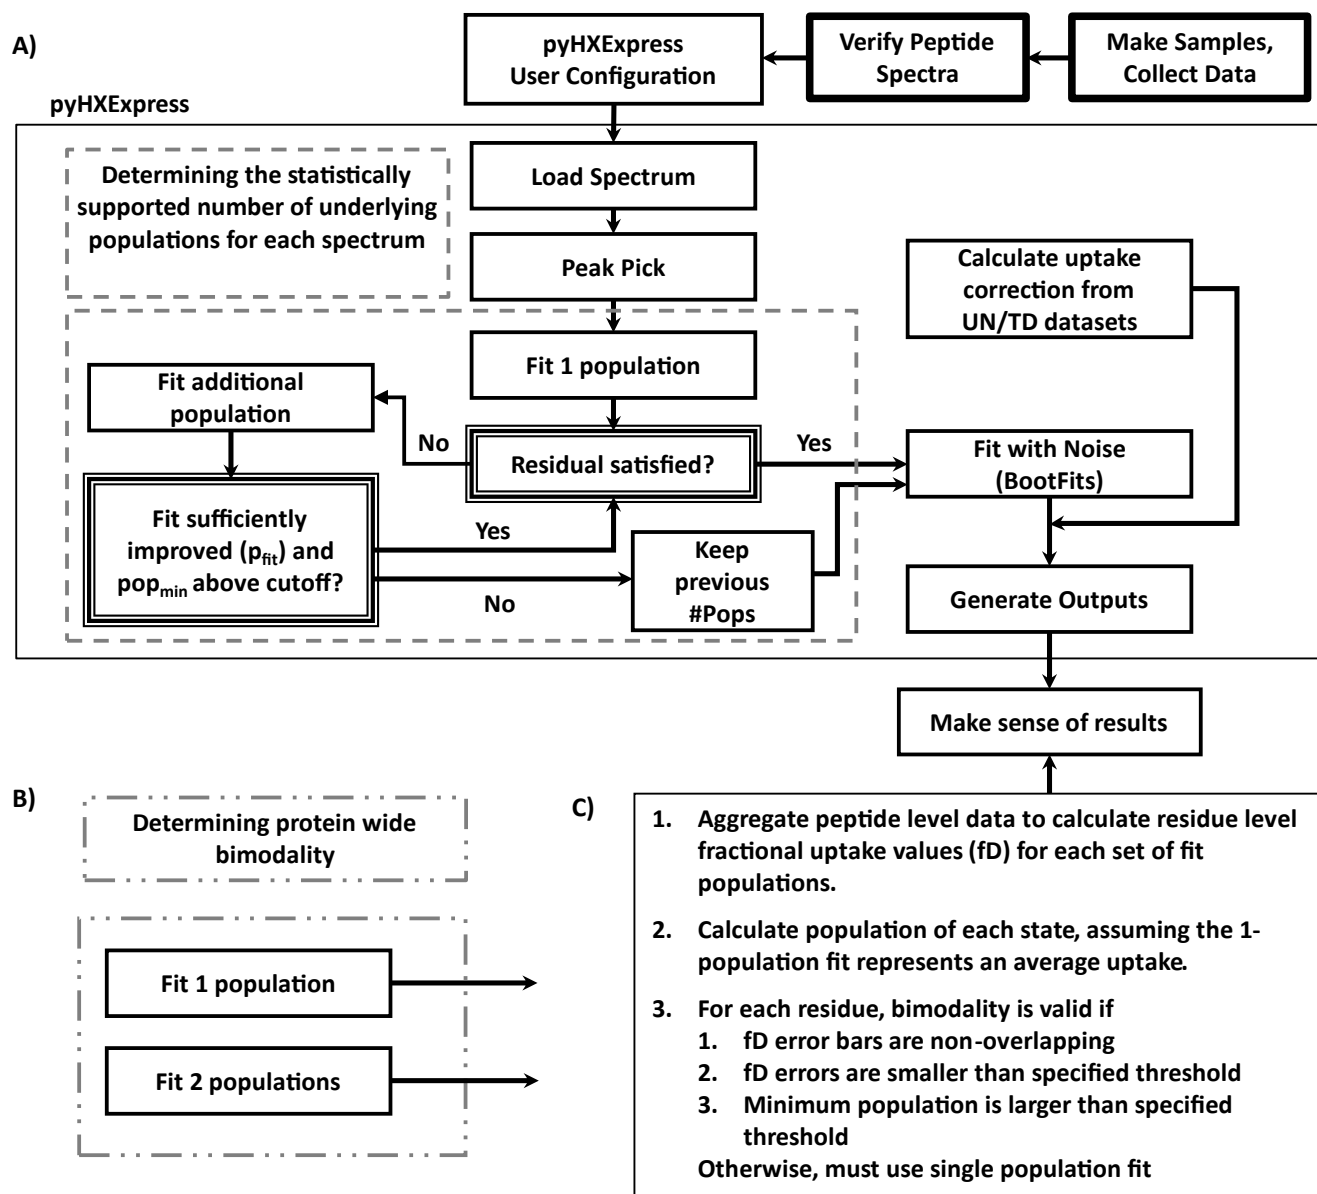 A)
pyHXExpress
User Configuration
Verify Peptide
Spectra
Make Samples,
Collect Data
pyHXExpress
Determining the statistically
supported number of underlying
populations for each spectrum
Load Spectrum
Peak Pick
Calculate uptake
correction from
UN/TD datasets
Fit 1 population
Fit additional
population
No
Residual satisfied?
Yes
Fit with Noise
(BootFits)
Fit sufficiently
improved (pfit) and
popmin above cutoff?
Yes
No
Keep
previous
#Pops
Generate Outputs
Make sense of results
B)
Determining protein wide
bimodality
Fit 1 population
Fit 2 populations
C)
1. Aggregate peptide level data to calculate residue level
fractional uptake values (fD) for each set of fit
populations.
2. Calculate population of each state, assuming the 1-
population fit represents an average uptake.
3. For each residue, bimodality is valid if
1. fD error bars are non-overlapping
2. fD errors are smaller than specified threshold
3. Minimum population is larger than specified
threshold
Otherwise, must use single population fit